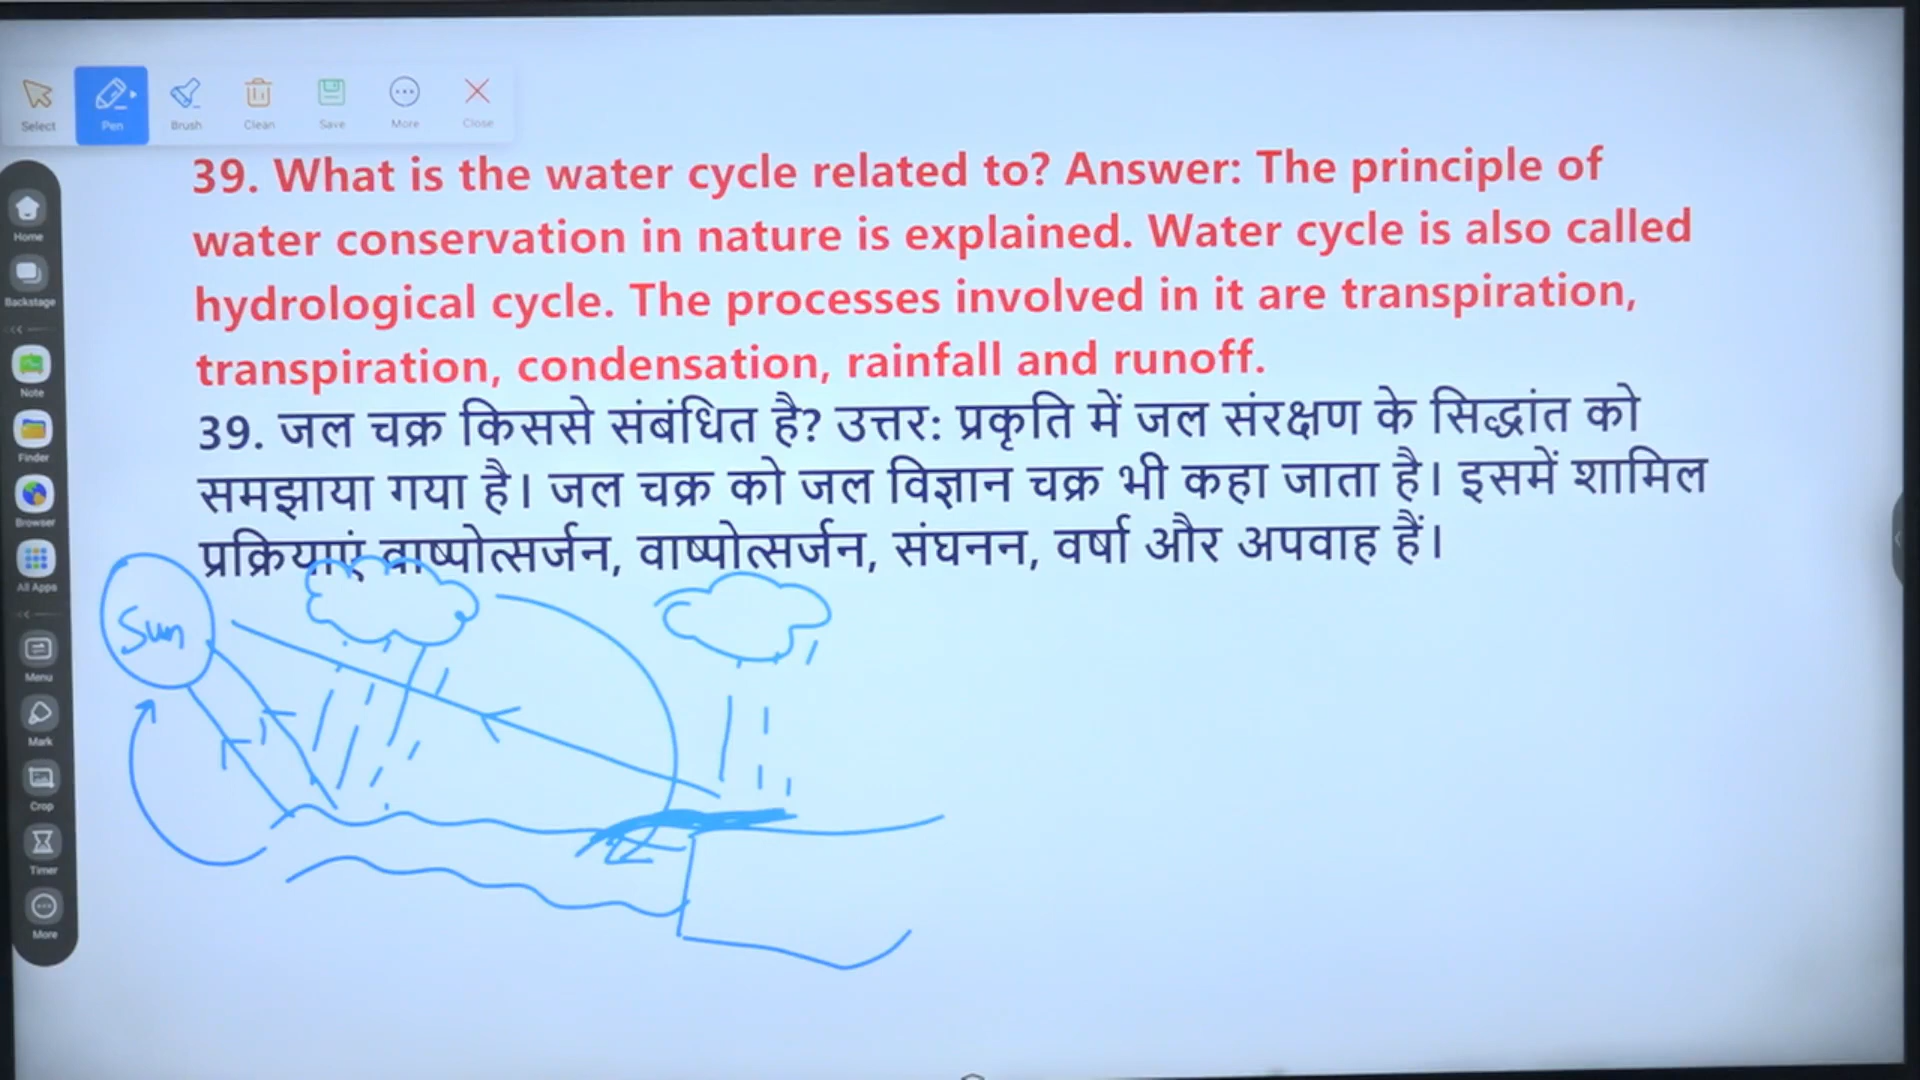 Select
Pen
Brush
Clean
Save
More
Close
39. What is the water cycle related to? Answer: The principle of
water conservation in nature is explained. Water cycle is also called
hydrological cycle. The processes involved in it are transpiration,
transpiration, condensation, rainfall and runoff.
39. जल चक्र किससे संबंधित है? उत्तर: प्रकृति में जल संरक्षण के सिद्धांत को
समझाया गया है। जल चक्र को जल विज्ञान चक्र भी कहा जाता है। इसमें शामिल
प्रक्रियाएं वाष्पोत्सर्जन, वाष्पोत्सर्जन, संघनन, वर्षा और अपवाह हैं।
Sun
Home
Backstage
Note
Finder
Browser
All Apps
Menu
Mark
Crop
Timer
More